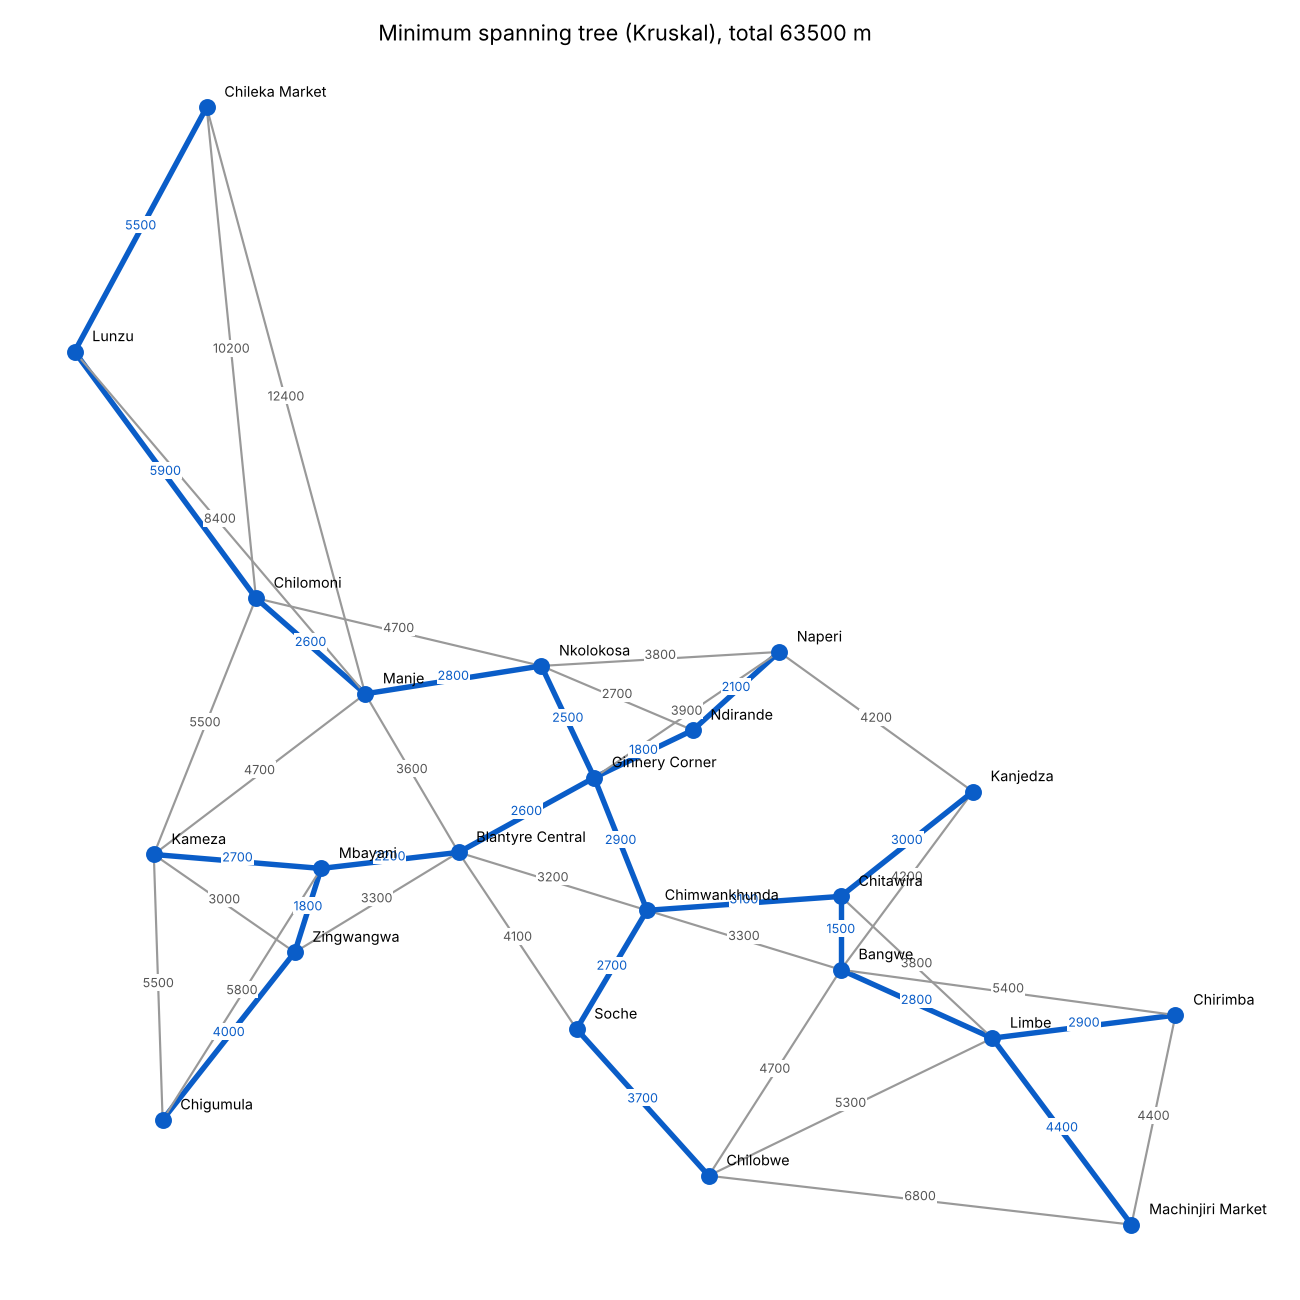 Minimum spanning tree (Kruskal), total 63500 m
Chileka Market
5500
Lunzu
10200
12400
5900
8400
Chilomoni
4700
2600
Naperi
Nkolokosa
3800
Manje
2800
2700
2100
3900
Ndirande
2500
4200
5500
1800
Ginnery Corner
4700
3600
Kanjedza
2600
Kameza
Blantyre Central
2900
3000
Mbayani
2700
2200
3200
4200
Chitawira
3000
3300
Chimwankhunda
3100
1800
Zingwangwa
4100
3300
1500
Bangwe
2700
3800
5500
5800
5400
2800
Chirimba
Soche
Limbe
2900
4000
4700
3700
5300
Chigumula
4400
4400
Chilobwe
6800
Machinjiri Market